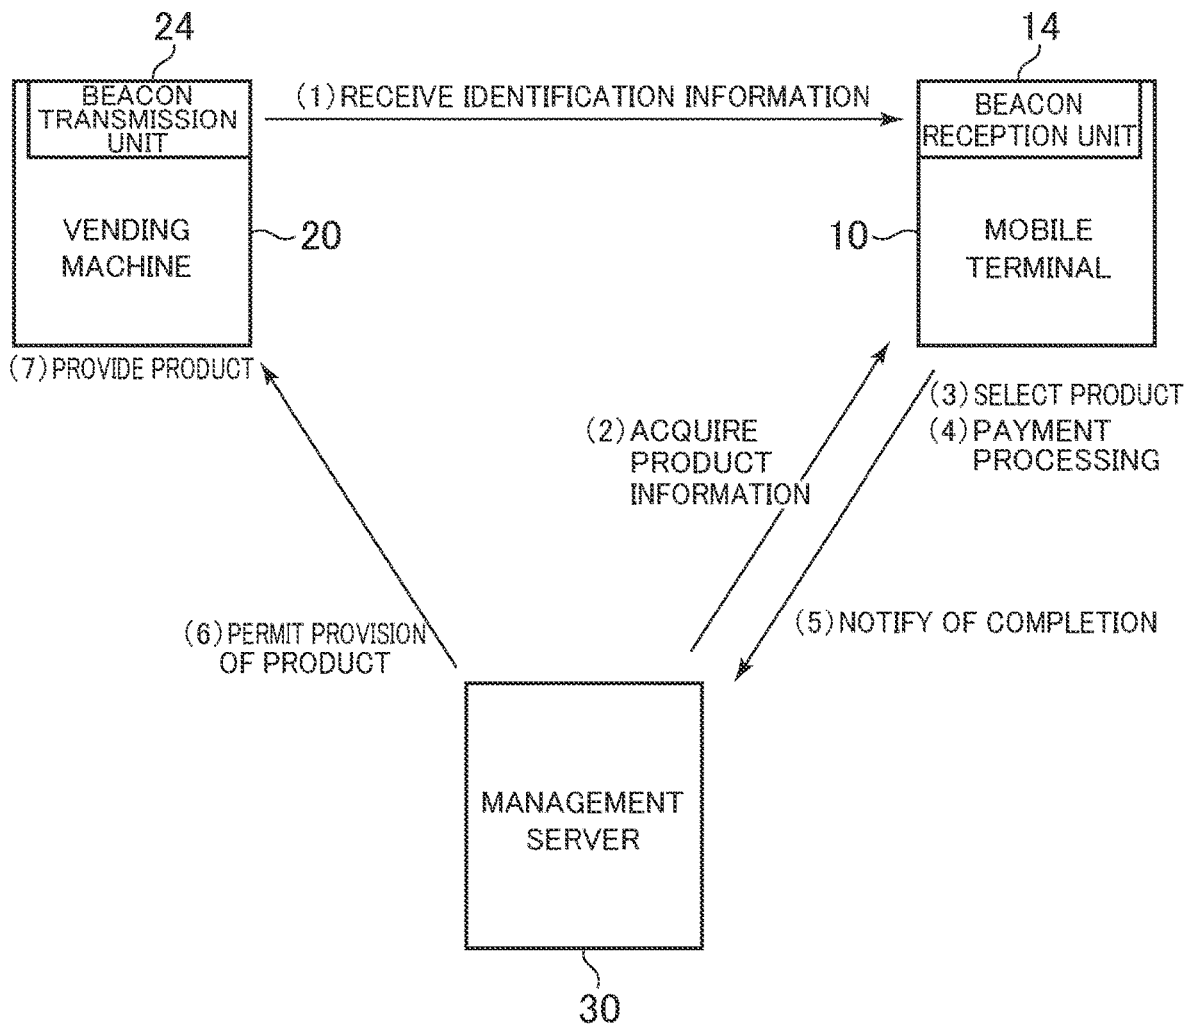 24
14
BEACON
TRANSMISSION
UNIT
(1) RECEIVE IDENTIFICATION INFORMATION
BEACON
RECEPTION UNIT
VENDING
MACHINE
20
10
MOBILE
TERMINAL
(7) PROVIDE PRODUCT
(3) SELECT PRODUCT
(4) PAYMENT
PROCESSING
(2) ACQUIRE
PRODUCT
INFORMATION
(5) NOTIFY OF COMPLETION
(6) PERMIT PROVISION
OF PRODUCT
MANAGEMENT
SERVER
30